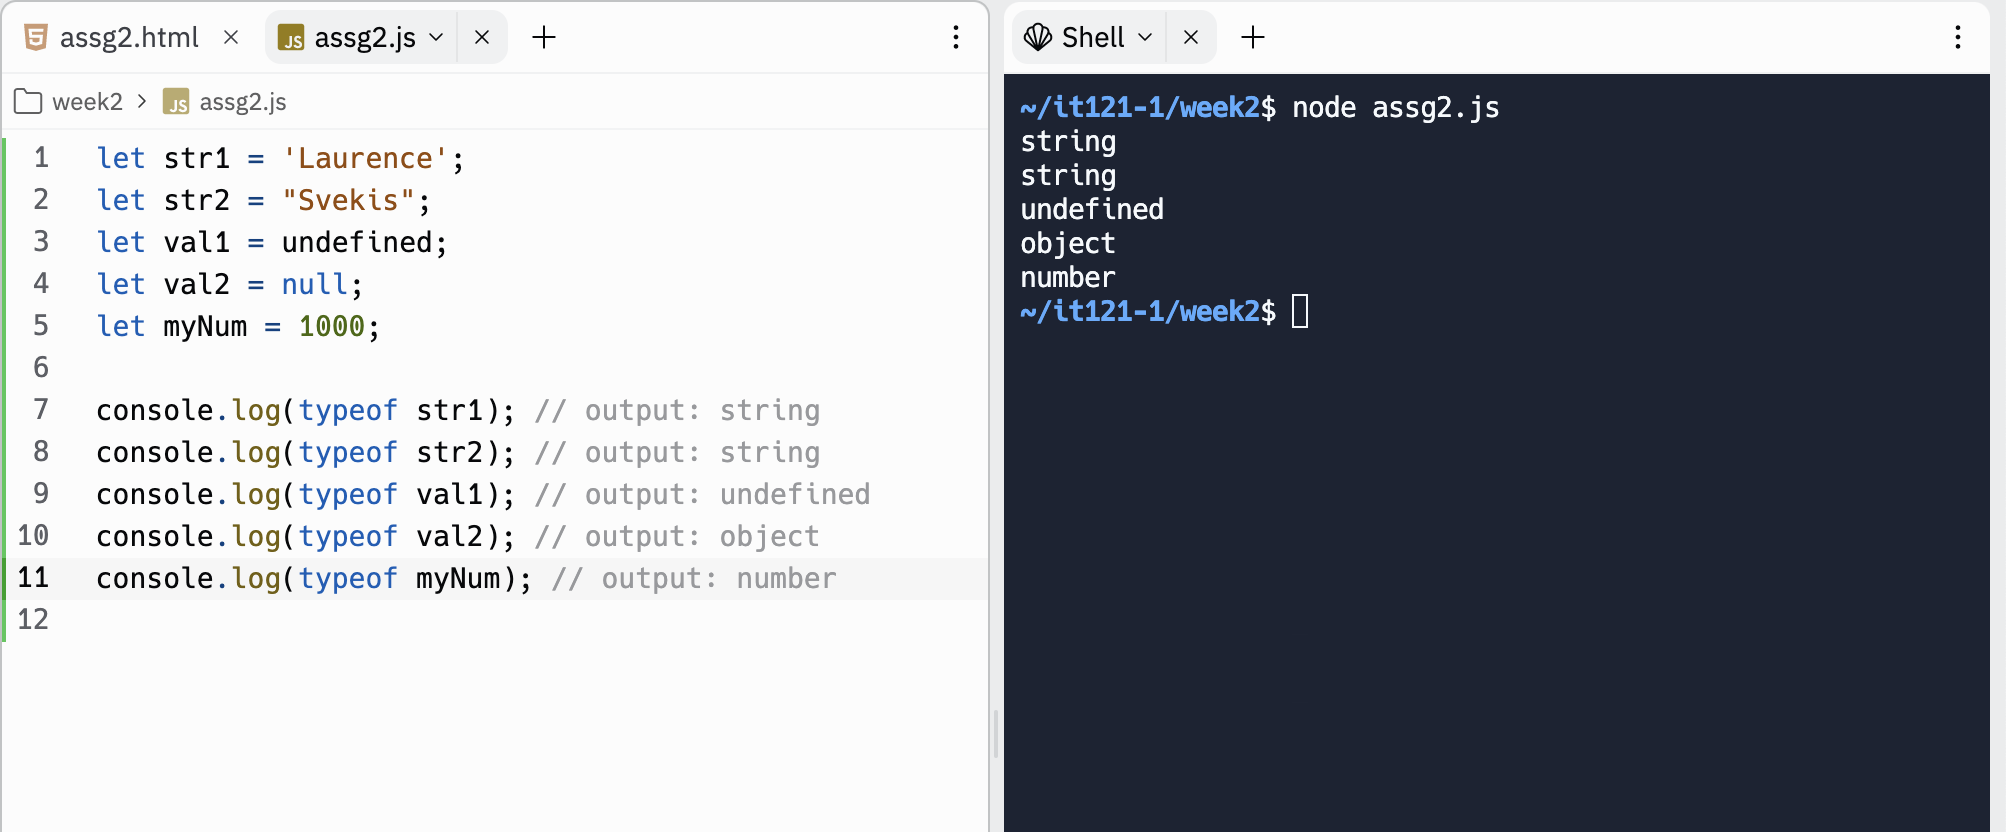 assg2.html
assg2.js
week2 > assg2.js
1 let str1 = 'Laurence';
2 let str2 = "Svekis";
3 let val1 = undefined;
4 let val2 = null;
5 let myNum = 1000;
6
7 console.log(typeof str1); // output: string
8 console.log(typeof str2); // output: string
9 console.log(typeof val1); // output: undefined
10 console.log(typeof val2); // output: object
11 console.log(typeof myNum); // output: number
12
Shell
~/it121-1/week2$ node assg2.js
string
string
undefined
object
number
~/it121-1/week2$